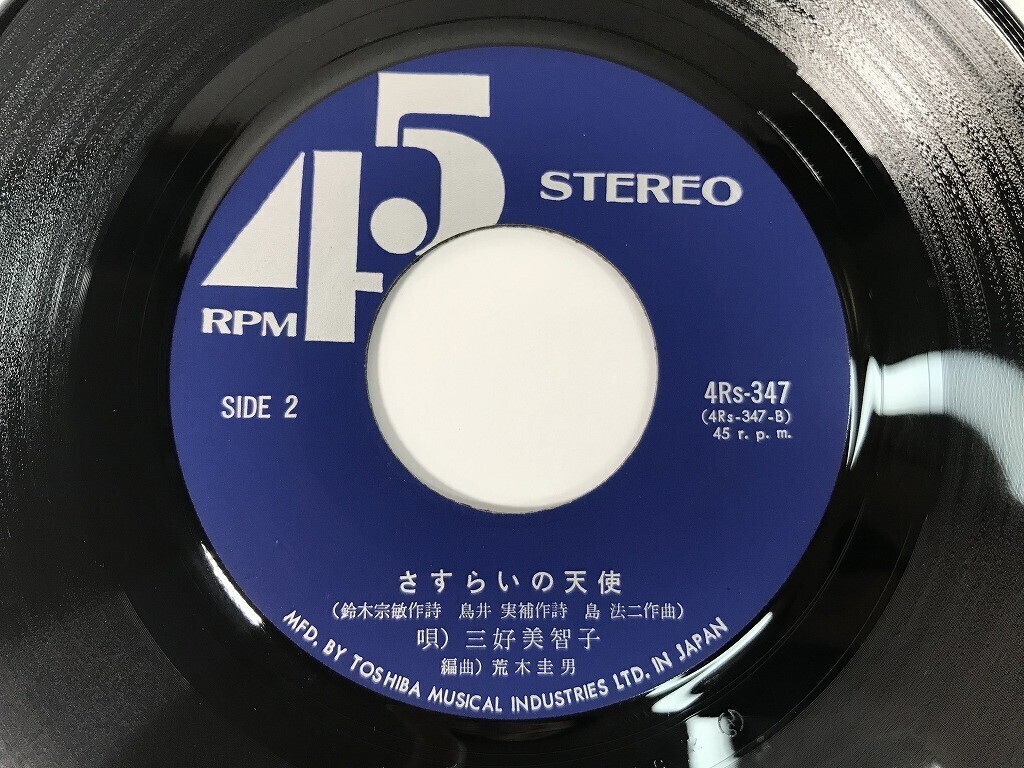 45
RPM
STEREO
SIDE 2
4Rs-347
(4Rs-347-B)
45 r. p. m.
さすらいの天使
(鈴木宗敏作詩 鳥井 実補作詩 島 法二作曲)
唄) 三好美智子
編曲) 荒木圭男
MFD. BY TOSHIBA MUSICAL INDUSTRIES LTD. IN JAPAN